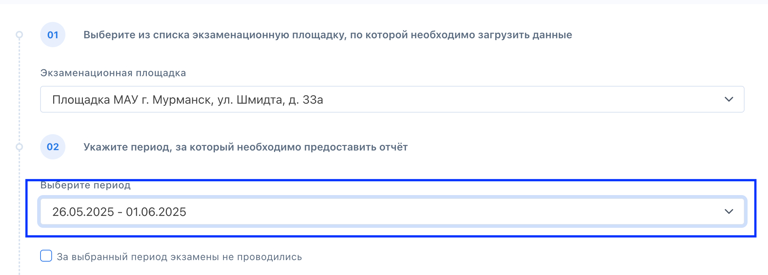 01 Выберите из списка экзаменационную площадку, по которой необходимо загрузить данные
Экзаменационная площадка
Площадка МАУ г. Мурманск, ул. Шмидта, д. 33а
02 Укажите период, за который необходимо предоставить отчёт
Выберите период
26.05.2025 - 01.06.2025
За выбранный период экзамены не проводились